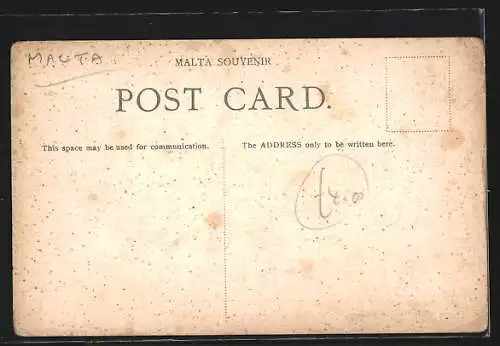 MALTA
MALTA SOUVENIR
POST CARD.
This space may be used for communication.
The ADDRESS only to be written here.